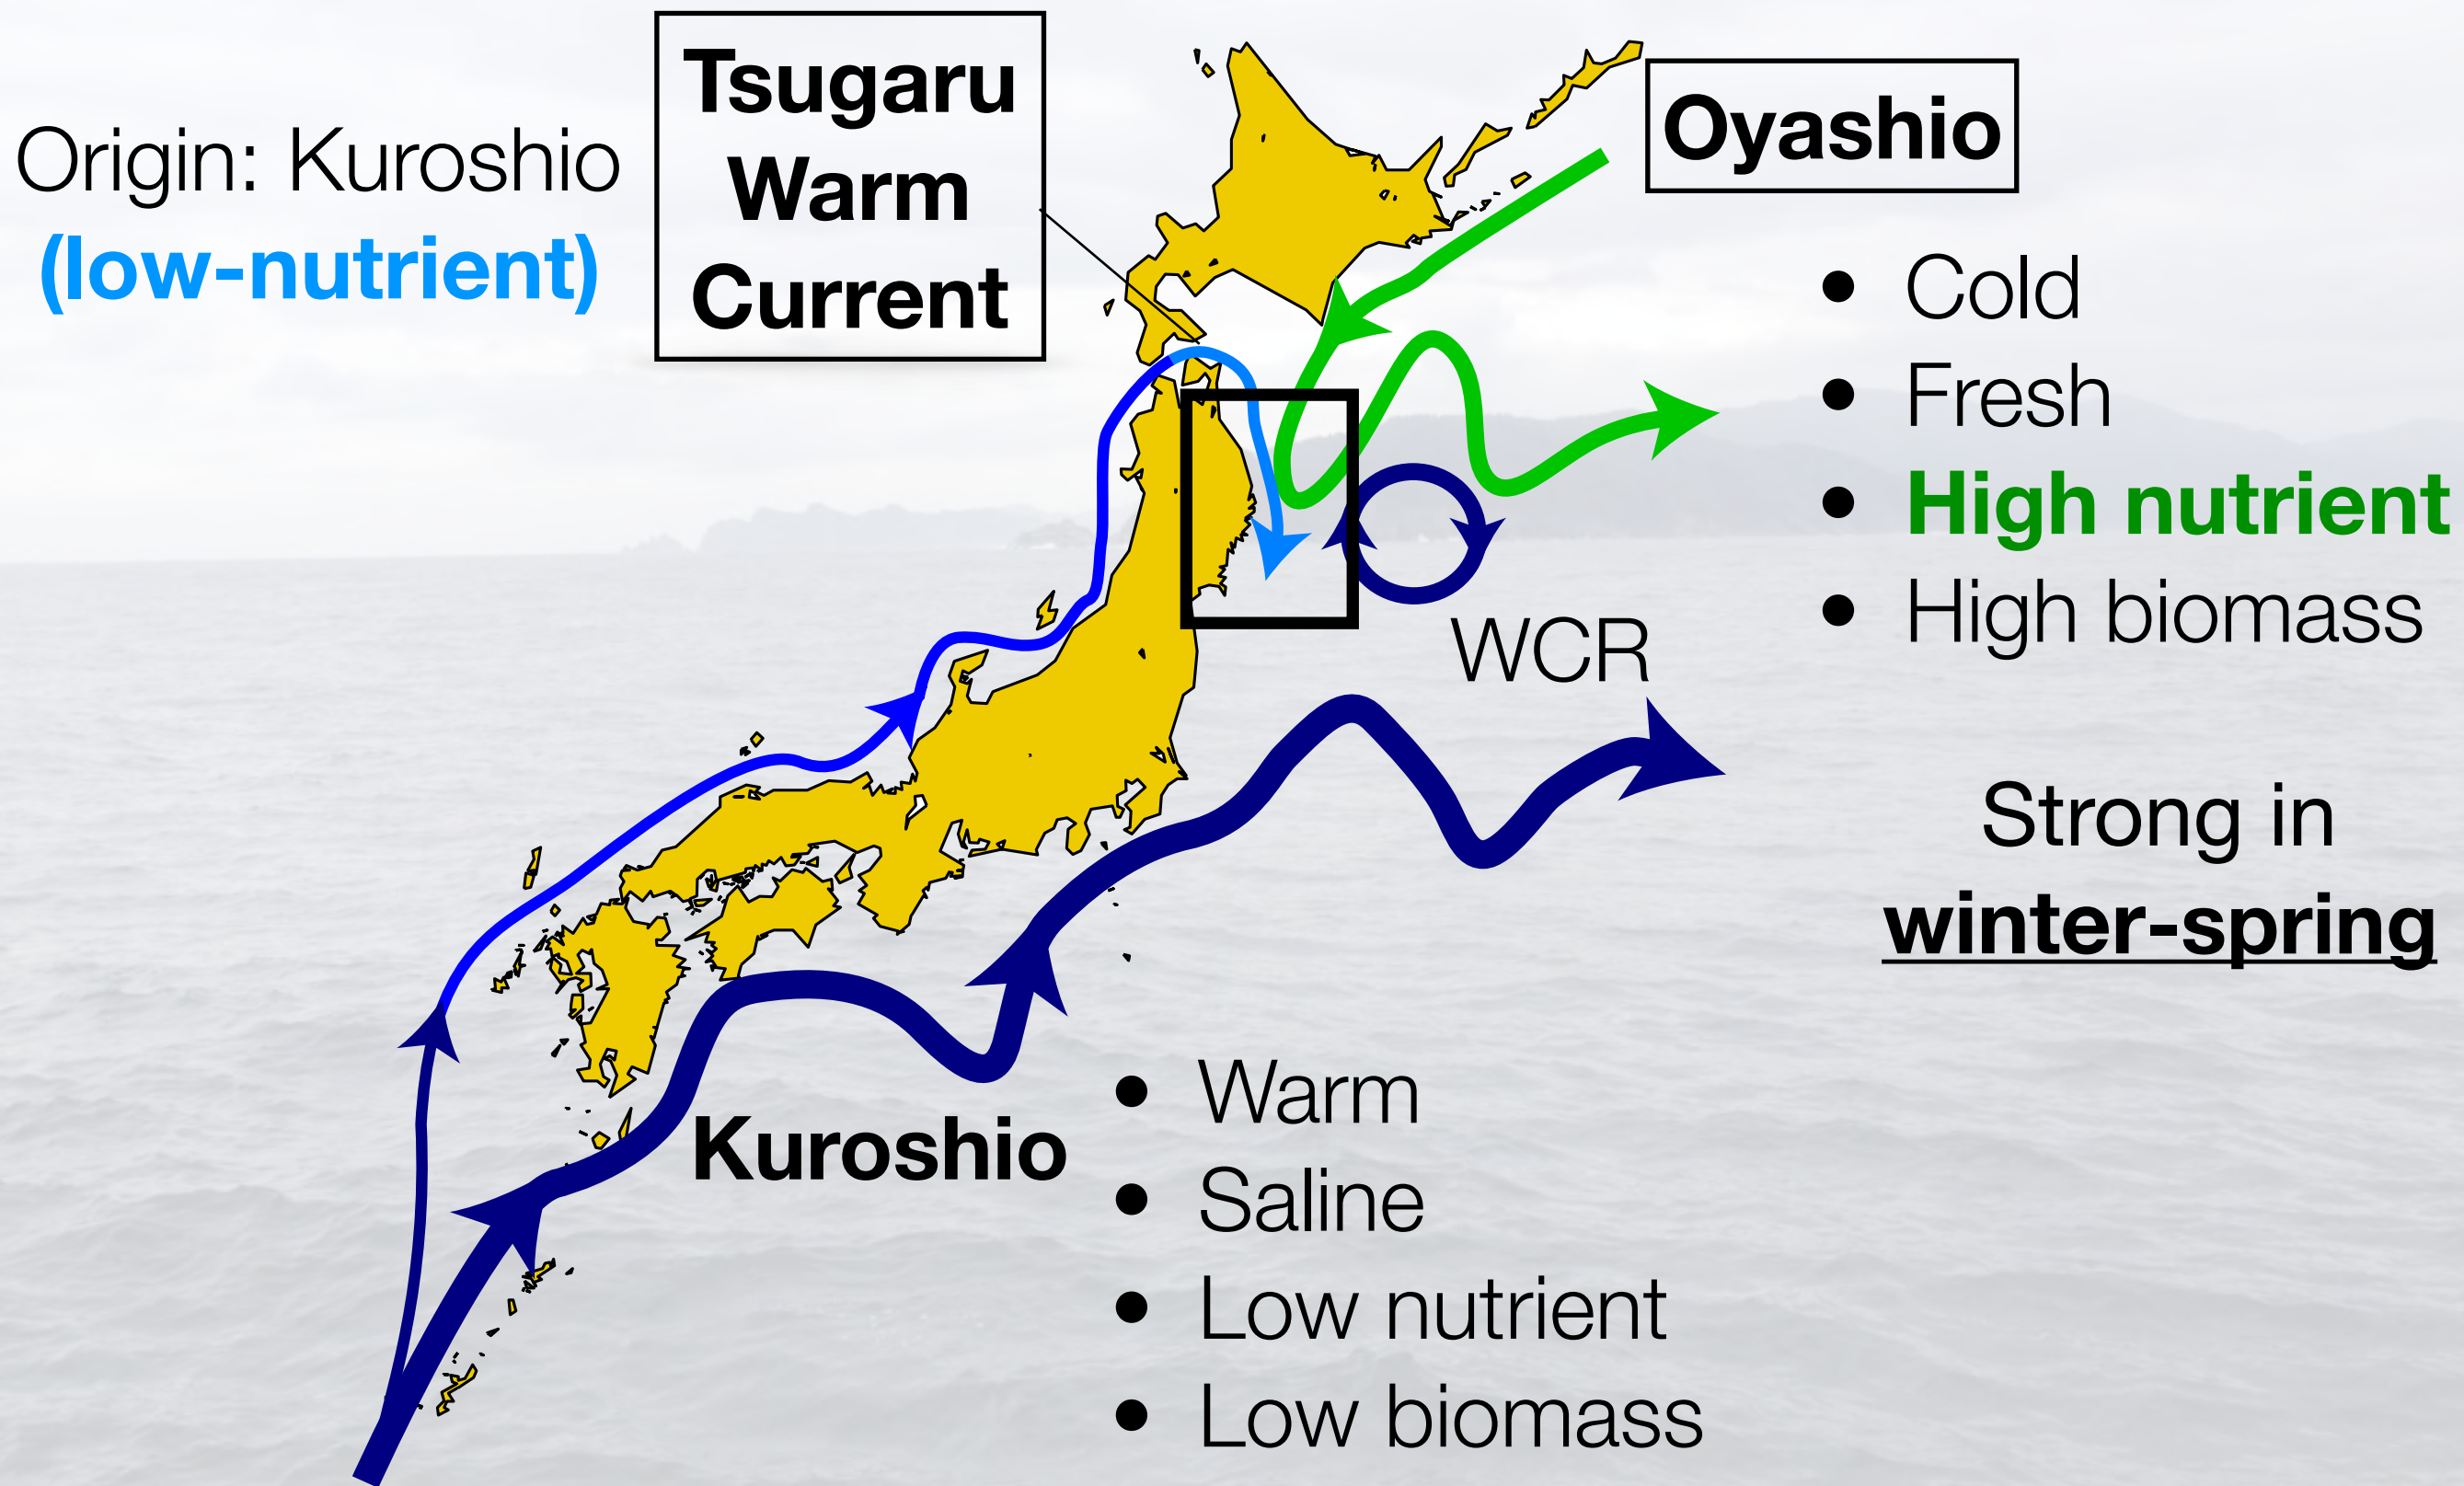 Origin: Kuroshio
(low-nutrient)
Tsugaru
Warm
Current
Oyashio
• Cold
• Fresh
• High nutrient
• High biomass
WCR
Strong in
winter-spring
Kuroshio
• Warm
• Saline
• Low nutrient
• Low biomass